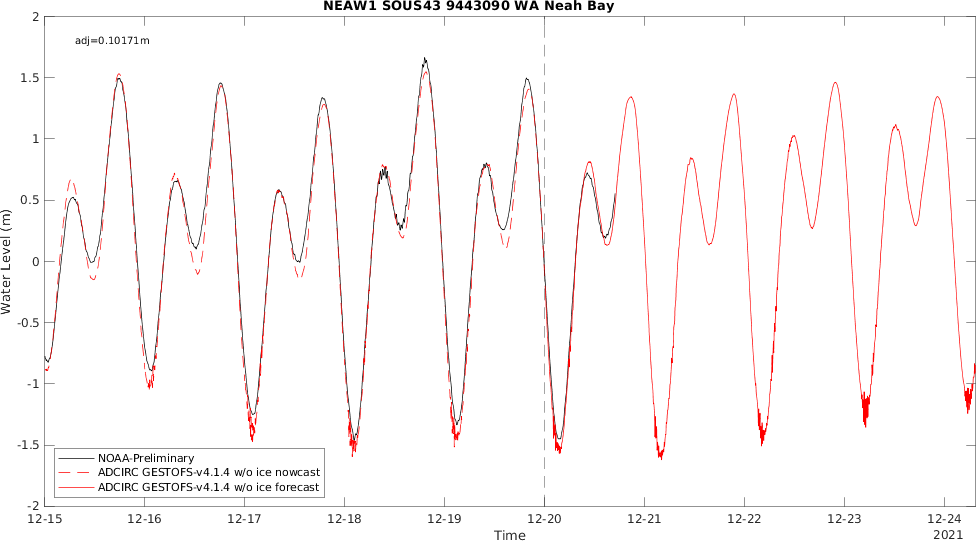 NEAW1 SOUS43 9443090 WA Neah Bay
adj=0.10171m
2
1.5
1
0.5
0
-0.5
-1
-1.5
-2
Water Level (m)
NOAA-Preliminary
ADCIRC GESTOFS-v4.1.4 w/o ice nowcast
ADCIRC GESTOFS-v4.1.4 w/o ice forecast
12-15 12-16 12-17 12-18 12-19 12-20 12-21 12-22 12-23 12-24
Time
2021